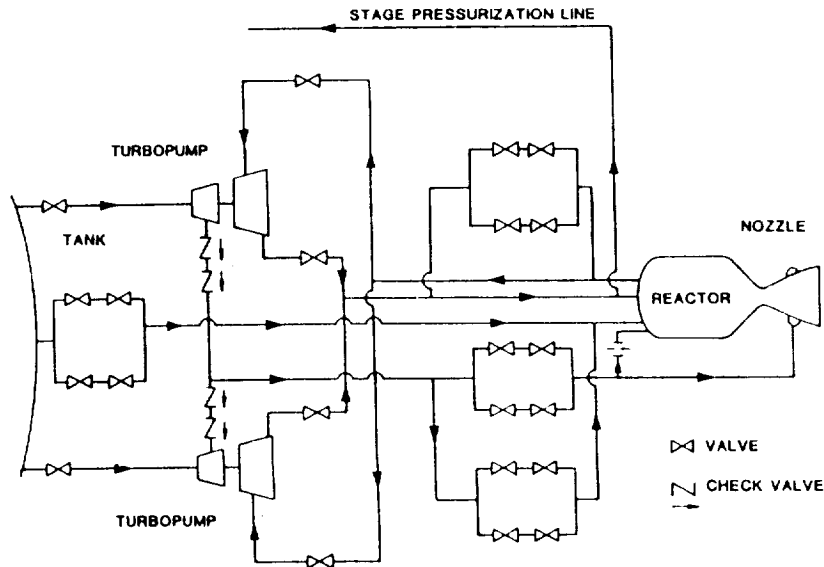 STAGE PRESSURIZATION LINE
TURBOPUMP
TANK
NOZZLE
REACTOR
VALVE
CHECK VALVE
TURBOPUMP